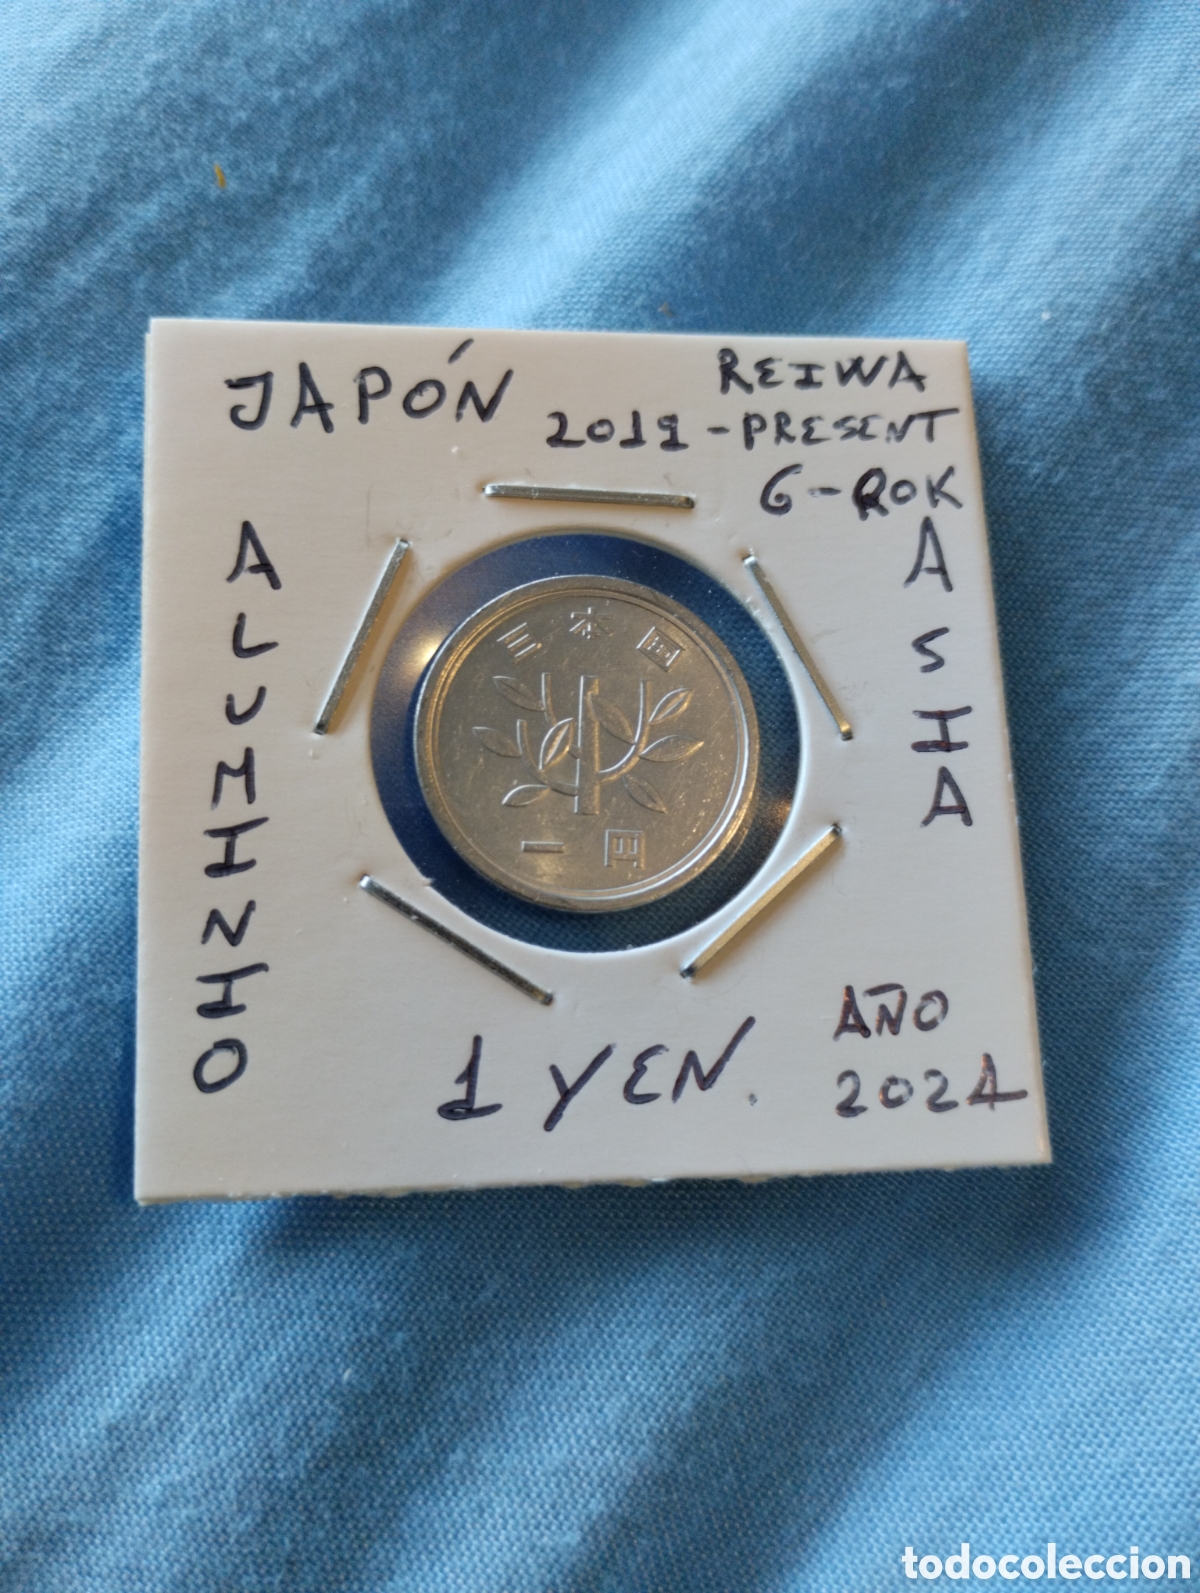 JAPÓN
REIWA
2019-PRESENT
6-ROK
ALUMINIO
ASIA
日本国
一円
1 YEN.
AÑO
2024
todocoleccion